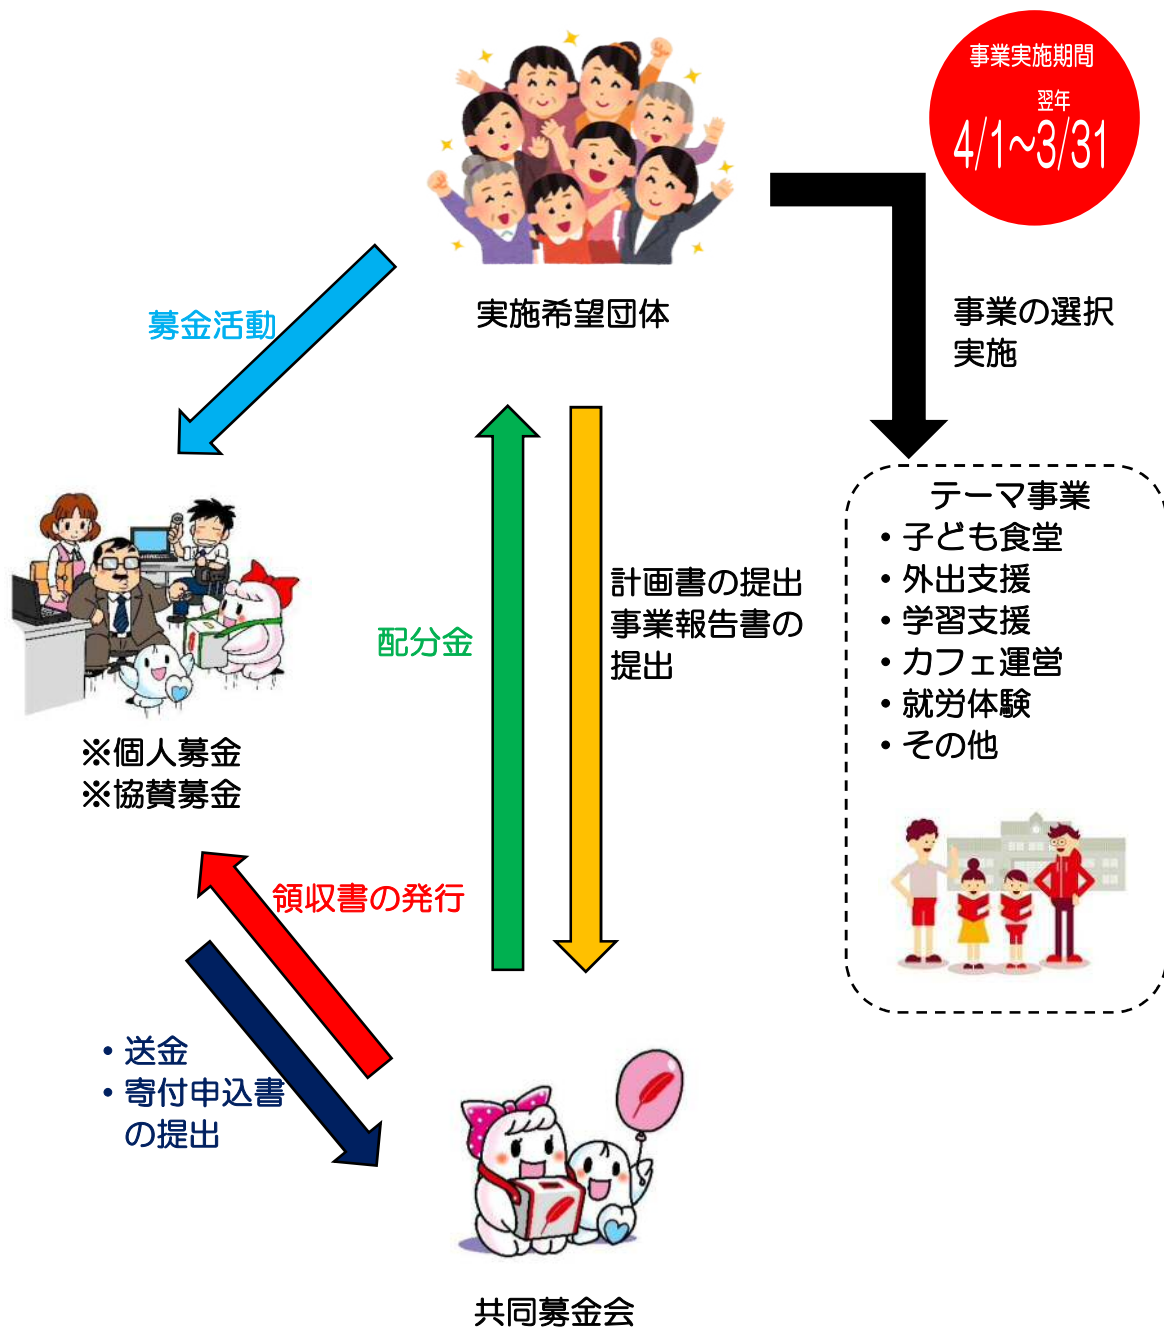 事業実施期間
翌年
4/1～3/31
実施希望団体
募金活動
事業の選択
実施
テーマ事業
・子ども食堂
・外出支援
・学習支援
・カフェ運営
・就労体験
・その他
計画書の提出
事業報告書の
提出
配分金
※個人募金
※協賛募金
領収書の発行
・送金
・寄付申込書
の提出
共同募金会